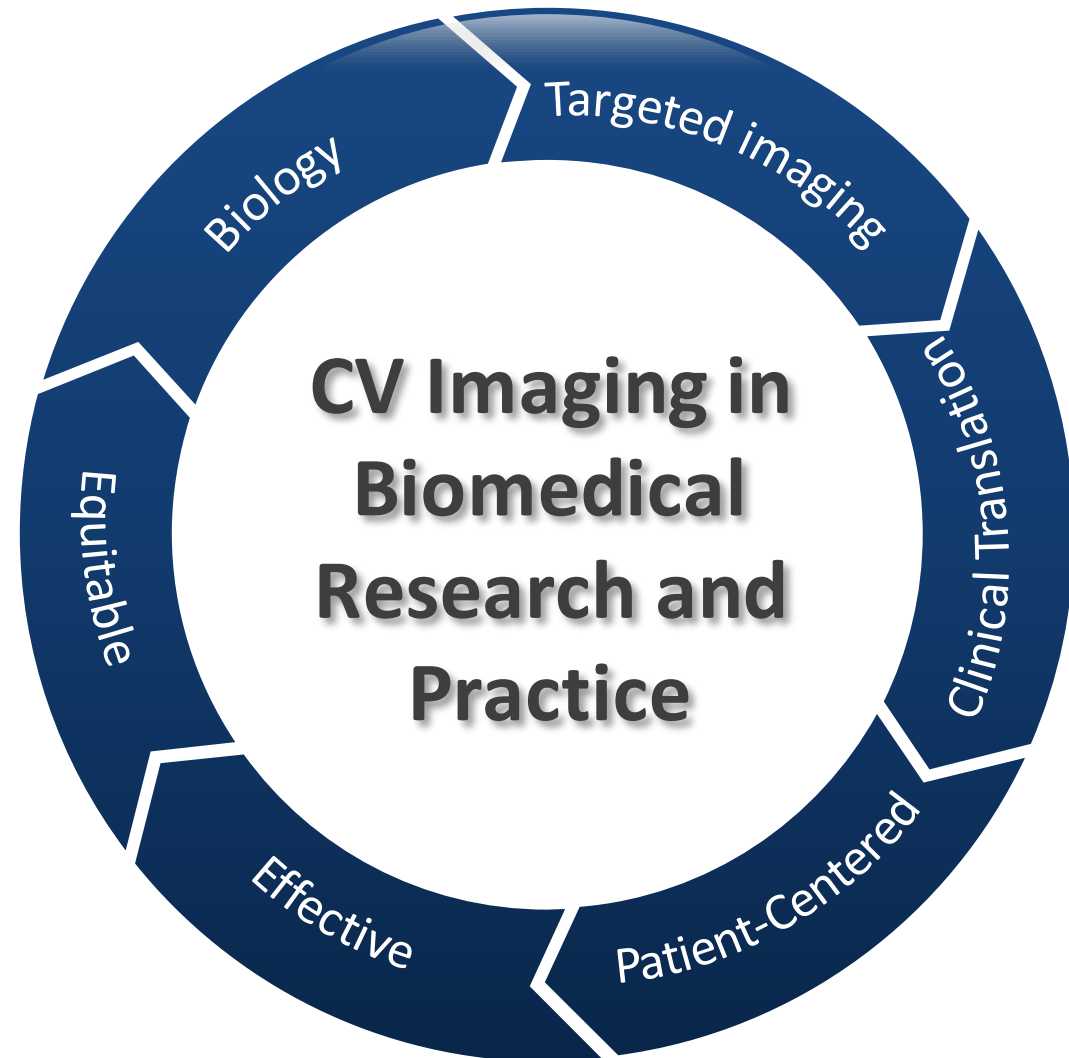 Targeted imaging
Clinical Translation
Patient-Centered
Effective
Equitable
Biology
CV Imaging in
Biomedical
Research and
Practice